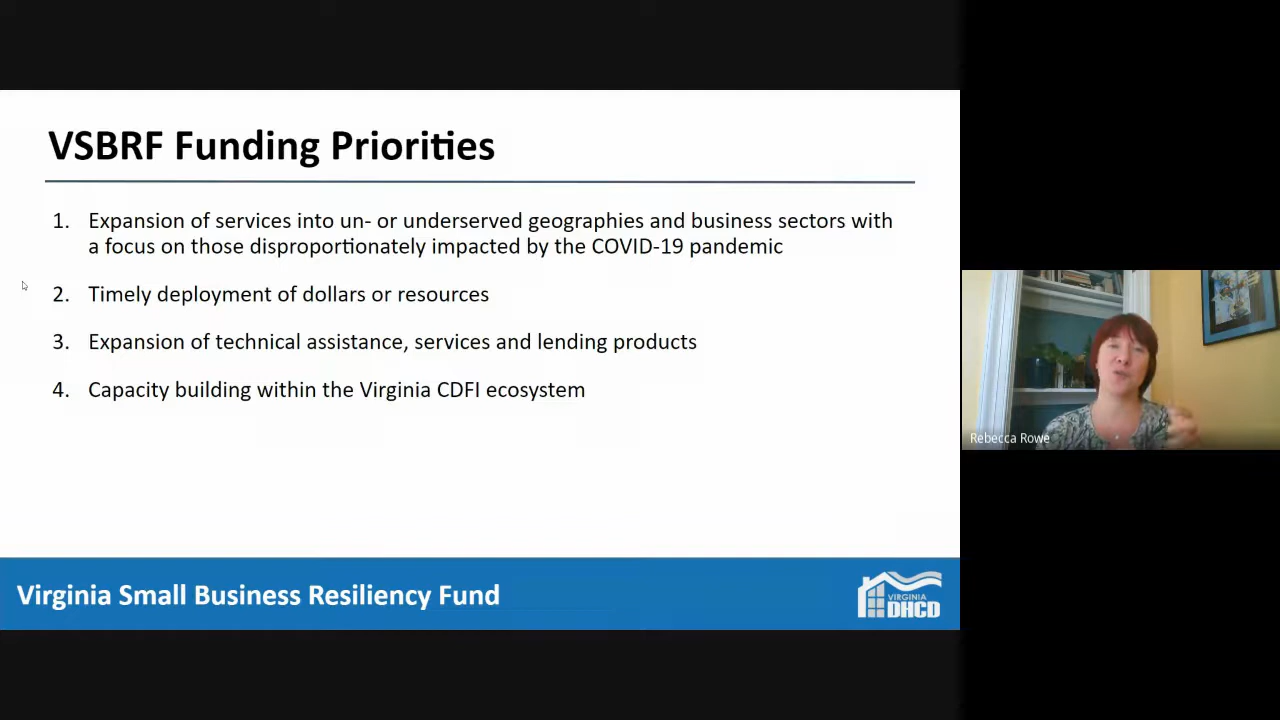 VSBRF Funding Priorities
1. Expansion of services into un- or underserved geographies and business sectors with
a focus on those disproportionately impacted by the COVID-19 pandemic
2. Timely deployment of dollars or resources
3. Expansion of technical assistance, services and lending products
4. Capacity building within the Virginia CDFI ecosystem
Rebecca Rowe
Virginia Small Business Resiliency Fund
VIRGINIA
DHCD